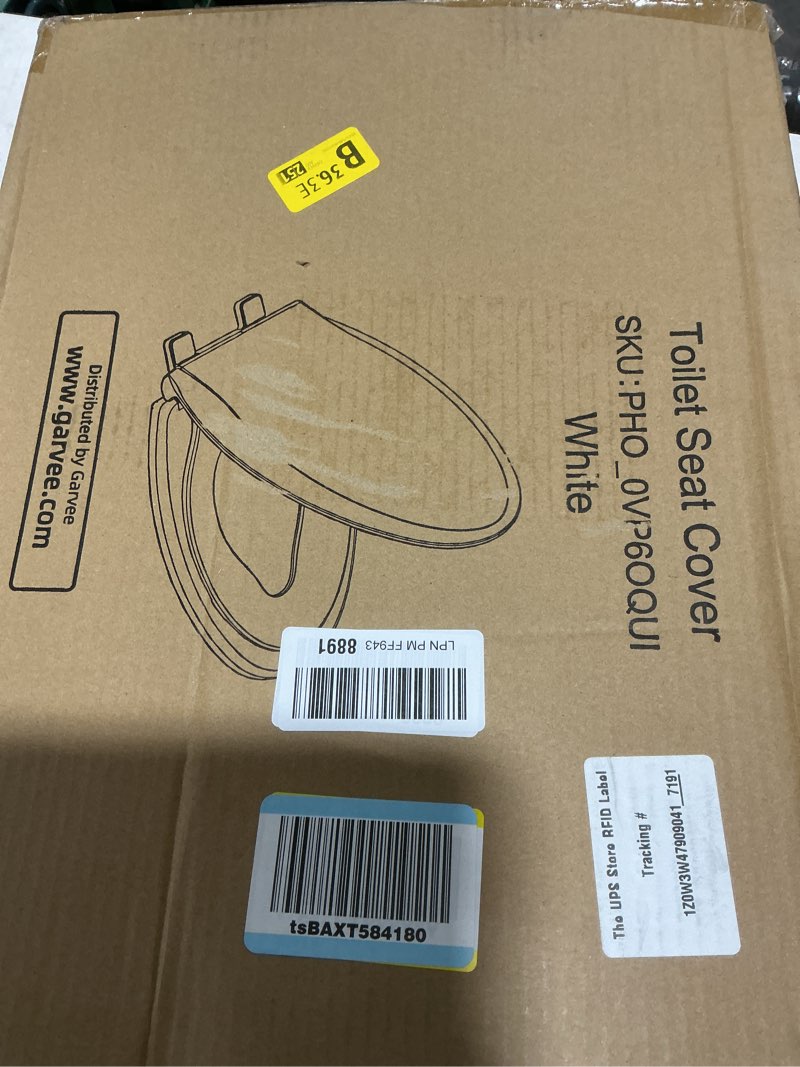 Toilet Seat Cover
SKU:PHO_0VP6OQUI
White
Distributed by Garvee
www.garvee.com
B
36.3E
251
LPN PM FF943 8891
tsBAXT584180
The UPS Store RFID Label
Tracking #
1Z0W3W47909041_7191